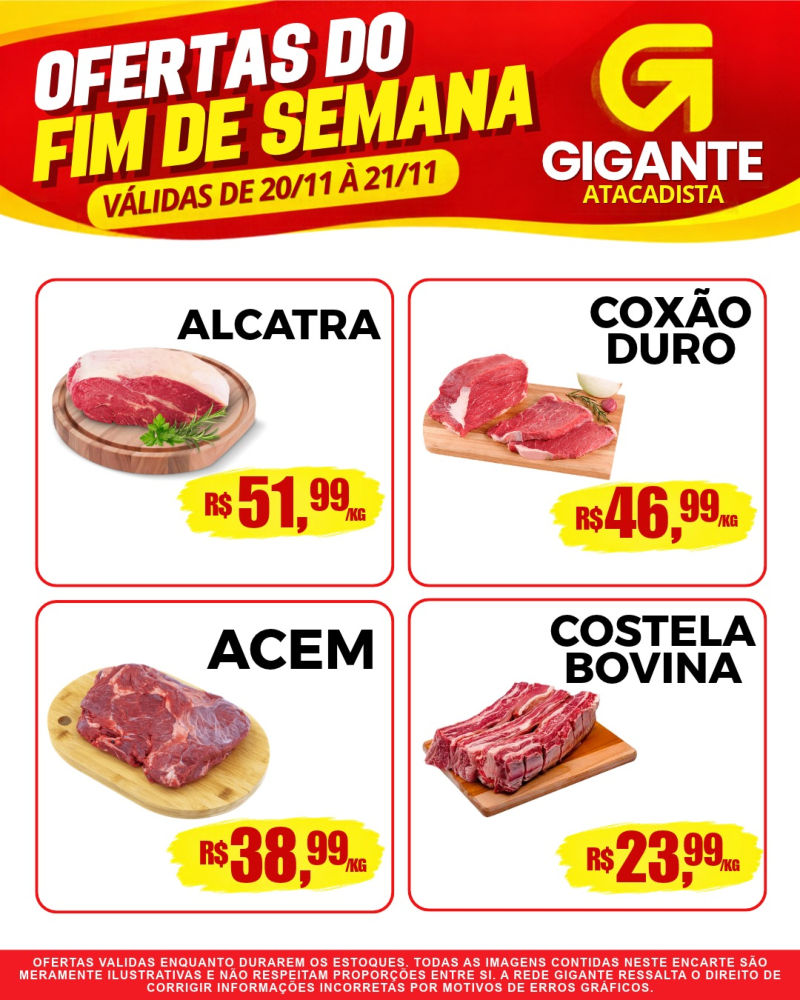 OFERTAS DO
FIM DE SEMANA
VÁLIDAS DE 20/11 À 21/11
GIGANTE
ATACADISTA
ALCATRA
R$ 51,99/KG
COXÃO
DURO
R$ 46,99/KG
ACEM
R$ 38,99/KG
COSTELA
BOVINA
R$ 23,99/KG
OFERTAS VALIDAS ENQUANTO DURAREM OS ESTOQUES. TODAS AS IMAGENS CONTIDAS NESTE ENCARTE SÃO
MERAMENTE ILUSTRATIVAS E NÃO RESPEITAM PROPORÇÕES ENTRE SI. A REDE GIGANTE RESSALTA O DIREITO DE
CORRIGIR INFORMAÇÕES INCORRETAS POR MOTIVOS DE ERROS GRÁFICOS.